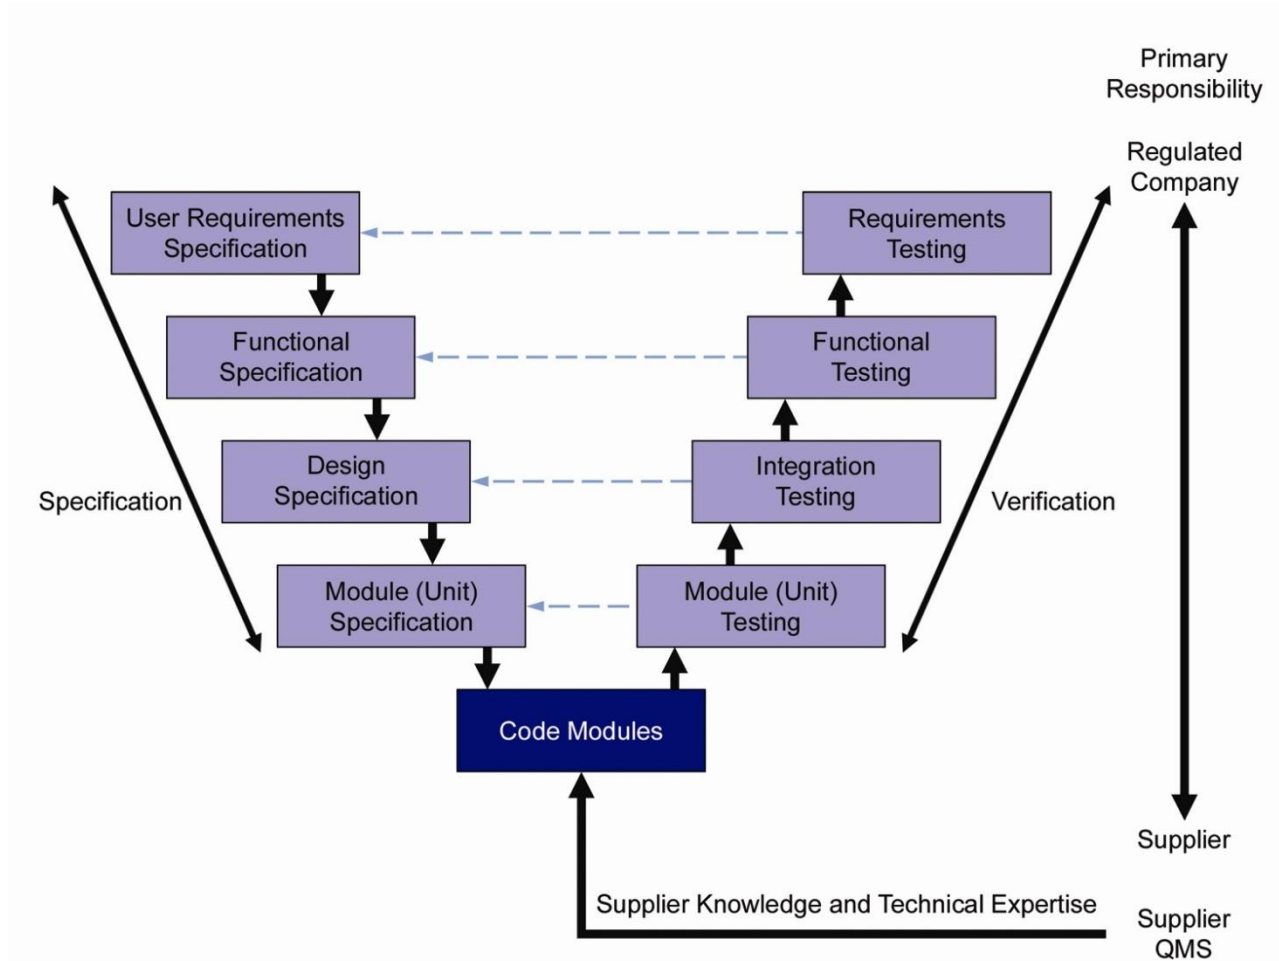 Primary
Responsibility
Regulated
Company
User Requirements
Specification
Requirements
Testing
Functional
Specification
Functional
Testing
Design
Specification
Integration
Testing
Specification
Verification
Module (Unit)
Specification
Module (Unit)
Testing
Code Modules
Supplier
Supplier Knowledge and Technical Expertise
Supplier
QMS